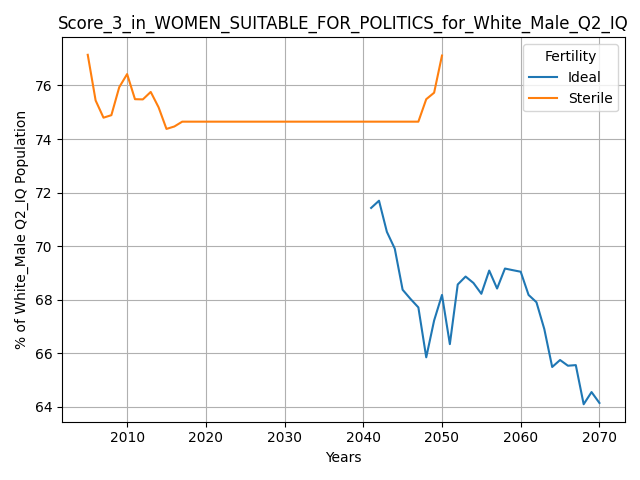 Score_3_in_WOMEN_SUITABLE_FOR_POLITICS_for_White_Male_Q2_IQ
Fertility
Ideal
Sterile
76
74
72
70
68
66
64
% of White_Male Q2_IQ Population
2010
2020
2030
2040
2050
2060
2070
Years